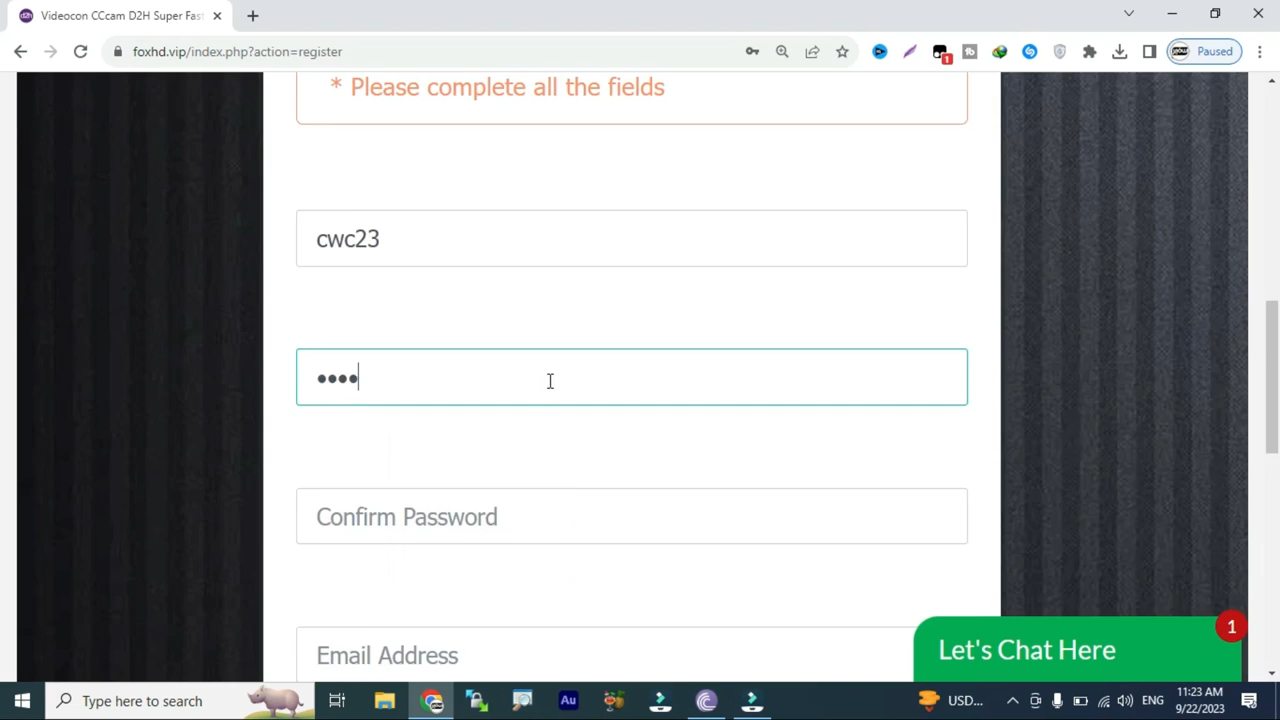 Videocon CCcam D2H Super Fast
foxhd.vip/index.php?action=register
Paused
1
* Please complete all the fields
cwc23
••••
Confirm Password
Email Address
Let's Chat Here
1
Type here to search
Au
USD...
ENG
11:23 AM
9/22/2023